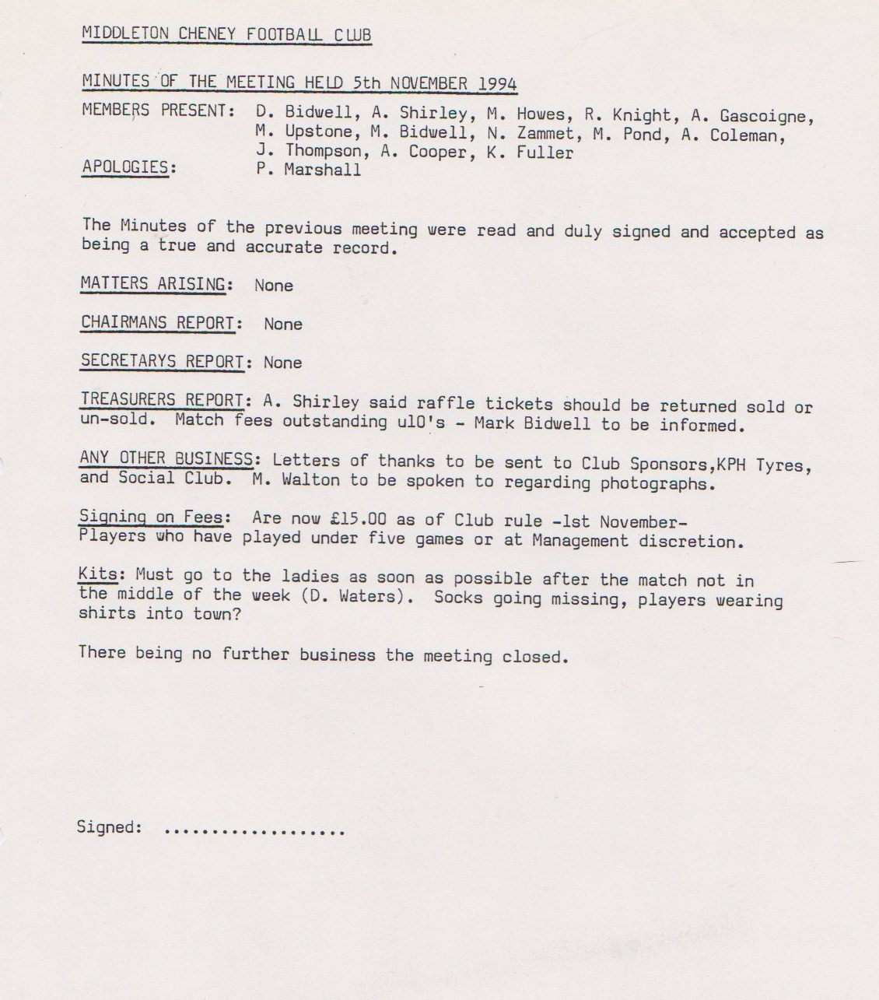 MIDDLETON CHENEY FOOTBALL CLUB
MINUTES OF THE MEETING HELD 5th NOVEMBER 1994
MEMBERS PRESENT: D. Bidwell, A. Shirley, M. Howes, R. Knight, A. Gascoigne,
M. Upstone, M. Bidwell, N. Zammet, M. Pond, A. Coleman,
J. Thompson, A. Cooper, K. Fuller
APOLOGIES: P. Marshall
The Minutes of the previous meeting were read and duly signed and accepted as
being a true and accurate record.
MATTERS ARISING: None
CHAIRMANS REPORT: None
SECRETARYS REPORT: None
TREASURERS REPORT: A. Shirley said raffle tickets should be returned sold or
un-sold. Match fees outstanding u10's - Mark Bidwell to be informed.
ANY OTHER BUSINESS: Letters of thanks to be sent to Club Sponsors,KPH Tyres,
and Social Club. M. Walton to be spoken to regarding photographs.
Signing on Fees: Are now £15.00 as of Club rule -1st November-
Players who have played under five games or at Management discretion.
Kits: Must go to the ladies as soon as possible after the match not in
the middle of the week (D. Waters). Socks going missing, players wearing
shirts into town?
There being no further business the meeting closed.
Signed: ...................